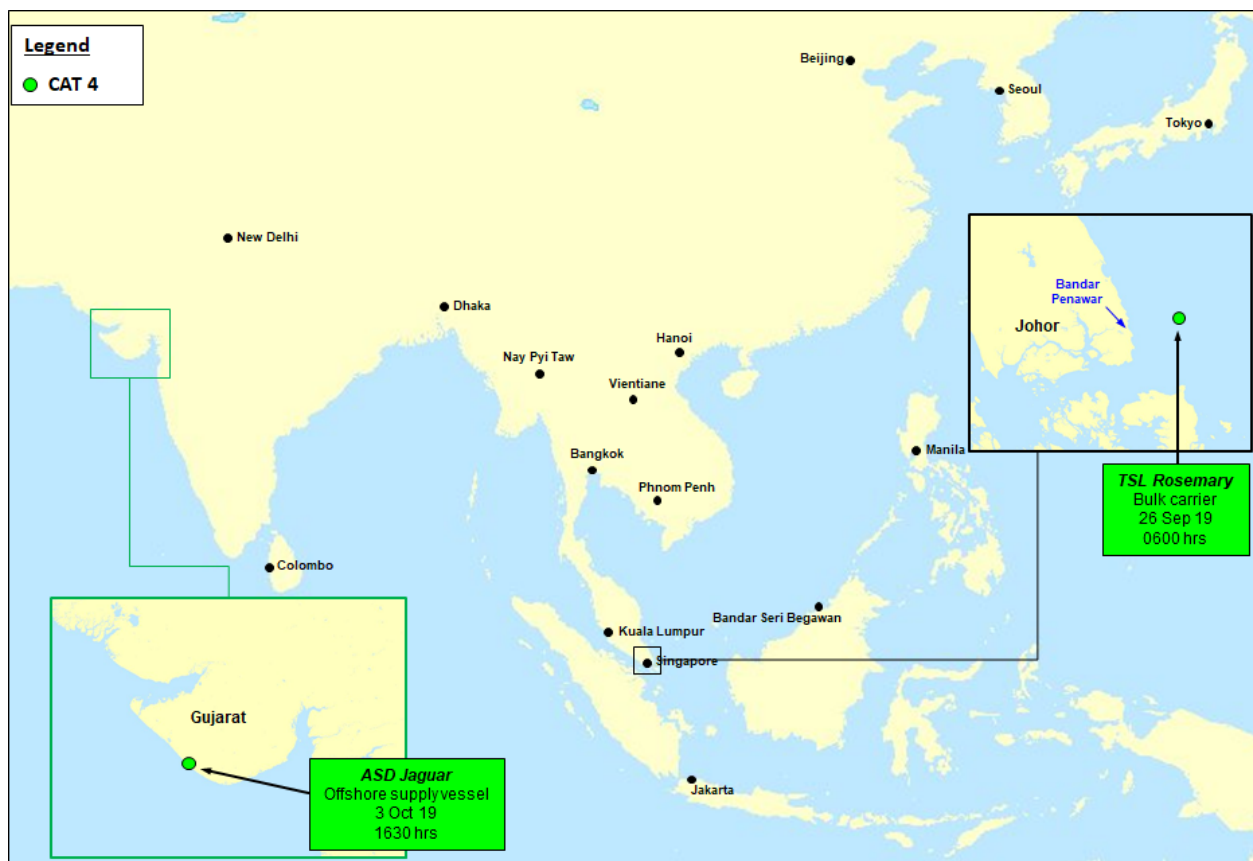 Legend
CAT 4
Beijing
Seoul
Tokyo
New Delhi
Dhaka
Hanoi
Nay Pyi Taw
Vientiane
Bandar
Penawar
Johor
Bangkok
Manila
Phnom Penh
TSL Rosemary
Bulk carrier
26 Sep 19
0600 hrs
Colombo
Bandar Seri Begawan
Kuala Lumpur
Singapore
Gujarat
ASD Jaguar
Offshore supply vessel
3 Oct 19
1630 hrs
Jakarta